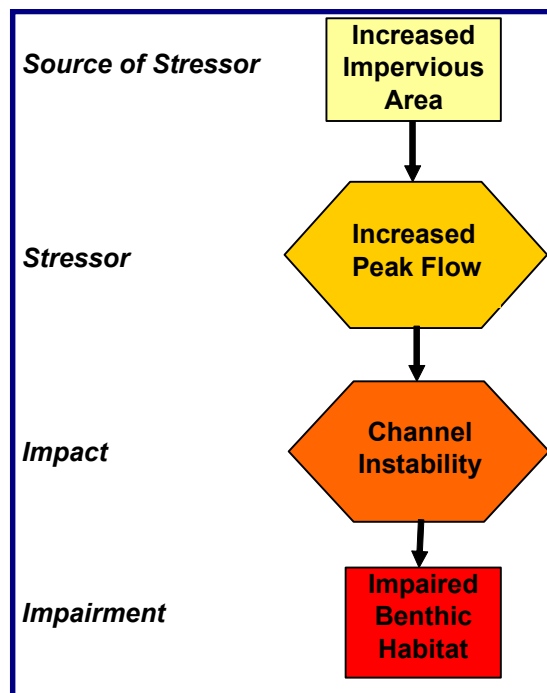 Source of Stressor
Increased
Impervious
Area
Stressor
Increased
Peak Flow
Impact
Channel
Instability
Impairment
Impaired
Benthic
Habitat